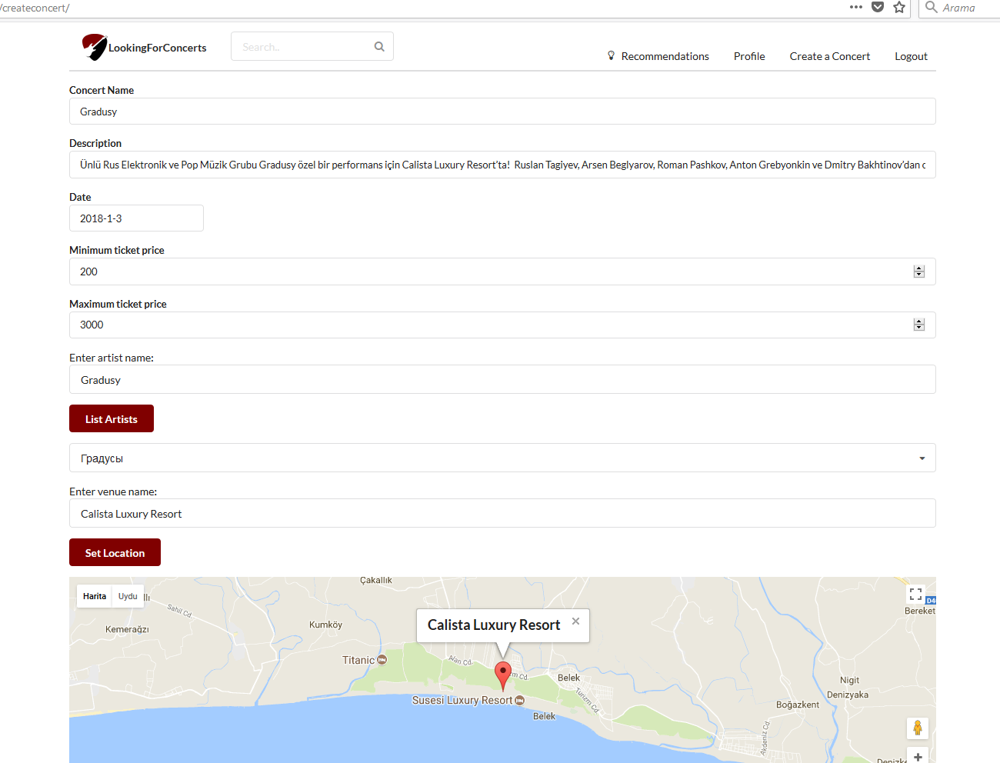 /createconcert/
Arama
LookingForConcerts
Search..
Recommendations
Profile
Create a Concert
Logout
Concert Name
Gradusy
Description
Ünlü Rus Elektronik ve Pop Müzik Grubu Gradusy özel bir performans için Calista Luxury Resort'ta! Ruslan Tagiyev, Arsen Beglyarov, Roman Pashkov, Anton Grebyonkin ve Dmitry Bakhtinov'dan
Date
2018-1-3
Minimum ticket price
200
Maximum ticket price
3000
Enter artist name:
Gradusy
List Artists
Градусы
Enter venue name:
Calista Luxury Resort
Set Location
Çakallık
Harita
Uydu
Sahil Cd.
Kemerağzı
Kumköy
Calista Luxury Resort
Bereket
Titanic
Alan Cd.
Belek
Turizm Cd.
Susesi Luxury Resort
Belek
Nigit
Denizyaka
Boğazkent
Akdeniz Cd.